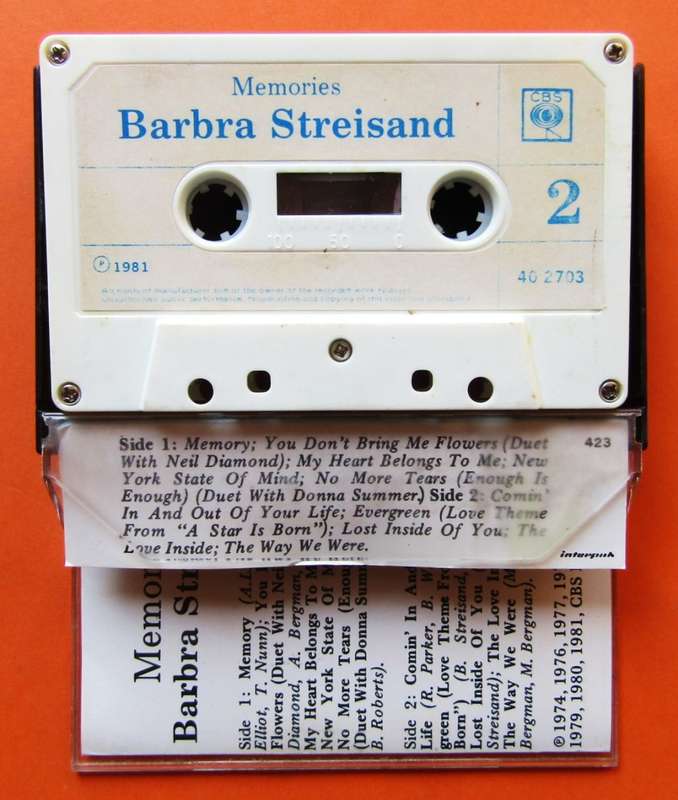 Memories
Barbra Streisand
CBS
2
℗ 1981
40 2703
100 50 0
Side 1: Memory; You Don't Bring Me Flowers (Duet
With Neil Diamond); My Heart Belongs To Me; New
York State Of Mind; No More Tears (Enough Is
Enough) (Duet With Donna Summer) Side 2: Comin'
In And Out Of Your Life; Evergreen (Love Theme
From "A Star Is Born"); Lost Inside Of You; The
Love Inside; The Way We Were.
423
interpak
Memor
Barbra Str
Side 1: Memory (A.L
Elliot, T. Nunn); You
Flowers (Duet With Nei
Diamond, A. Bergman,
My Heart Belongs To M
New York State Of M
No More Tears (Enou
(Duet With Donna Summ
B. Roberts).
Side 2: Comin' In And
Life (R. Parker, B. W
green (Love Theme Fro
Born") (B. Streisand,
Lost Inside Of You
Streisand); The Love In
The Way We Were (M
Bergman, M. Bergman).
℗ 1974, 1976, 1977, 19
1979, 1980, 1981, CBS